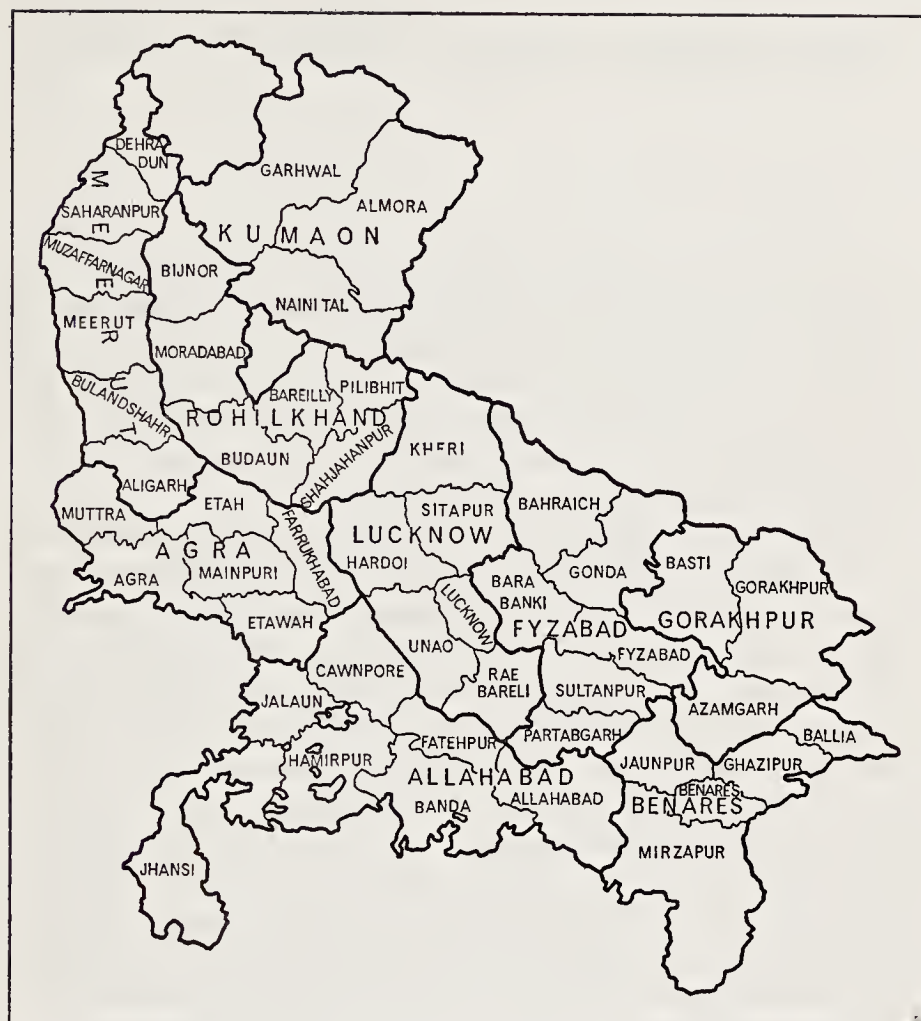 DEHRA
DUN
GARHWAL
ALMORA
SAHARANPUR
MEERUT
KUMAON
MUZAFFARNAGAR
BIJNOR
NAINI TAL
MEERUT
MORADABAD
BAREILLY
PILIBHIT
BULANDSHAHR
ROHILKHAND
BUDAUN
SHAHJAHANPUR
KHERI
ALIGARH
ETAH
MUTTRA
FARRUKHABAD
SITAPUR
BAHRAICH
LUCKNOW
AGRA
HARDOI
GONDA
BASTI
GORAKHPUR
AGRA
MAINPURI
BARA
BANKI
LUCKNOW
ETAWAH
FYZABAD
GORAKHPUR
UNAO
FYZABAD
CAWNPORE
RAE
BARELI
SULTANPUR
JALAUN
AZAMGARH
PARTABGARH
BALLIA
FATEHPUR
HAMIRPUR
JAUNPUR
GHAZIPUR
ALLAHABAD
BENARES
BANDA
ALLAHABAD
BENARES
MIRZAPUR
JHANSI